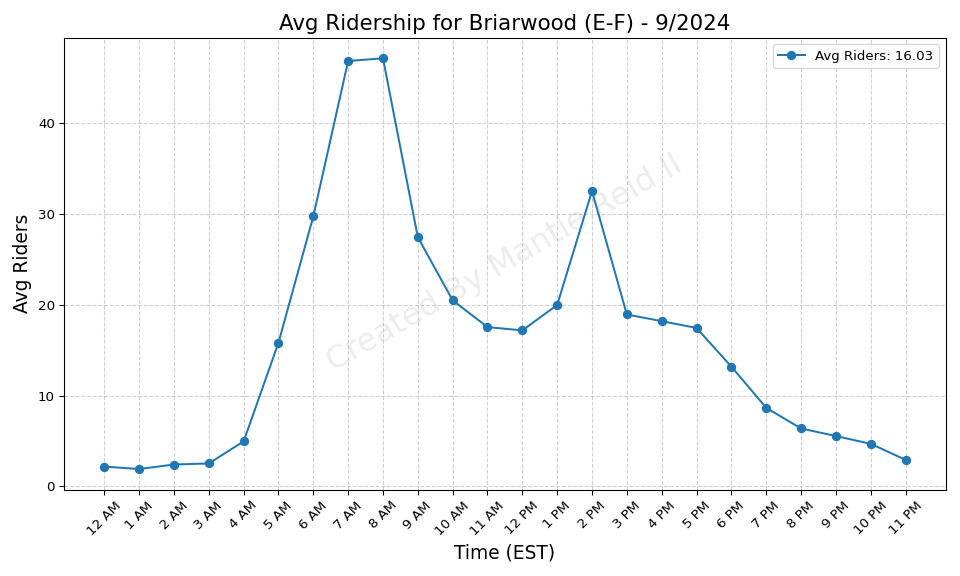 Avg Ridership for Briarwood (E-F) - 9/2024
Avg Riders: 16.03
Avg Riders
40
30
20
10
0
Created By Mantie Reid II
12 AM
1 AM
2 AM
3 AM
4 AM
5 AM
6 AM
7 AM
8 AM
9 AM
10 AM
11 AM
12 PM
1 PM
2 PM
3 PM
4 PM
5 PM
6 PM
7 PM
8 PM
9 PM
10 PM
11 PM
Time (EST)